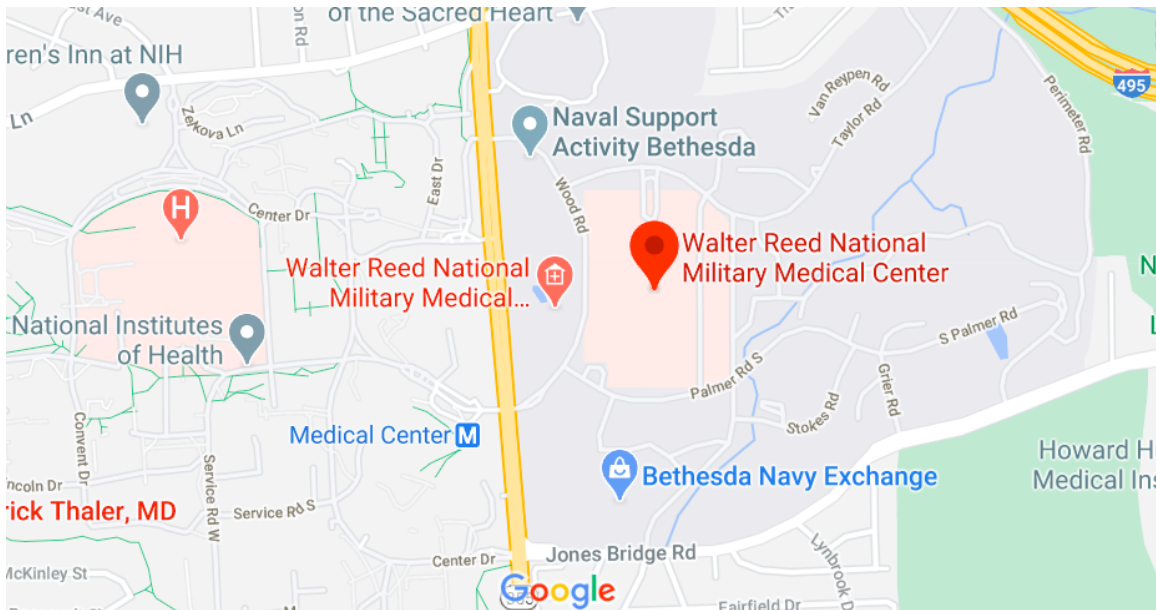 of the Sacred Heart
ren's Inn at NIH
Ln
Zelkova Ln
East Dr
Naval Support
Activity Bethesda
Van Reypen Rd
Taylor Rd
495
Perimeter Rd
H
Center Dr
Wood Rd
Walter Reed National
Military Medical...
Walter Reed National
Military Medical Center
N
L
National Institutes
of Health
S Palmer Rd
Palmer Rd S
Grier Rd
Stokes Rd
Convent Dr
Medical Center M
Service Rd W
Howard H
Medical Ins
Bethesda Navy Exchange
incoln Dr
rick Thaler, MD
Service Rd S
Jones Bridge Rd
Center Dr
Lynbrook D
McKinley St
Google
Fairfield Dr
M